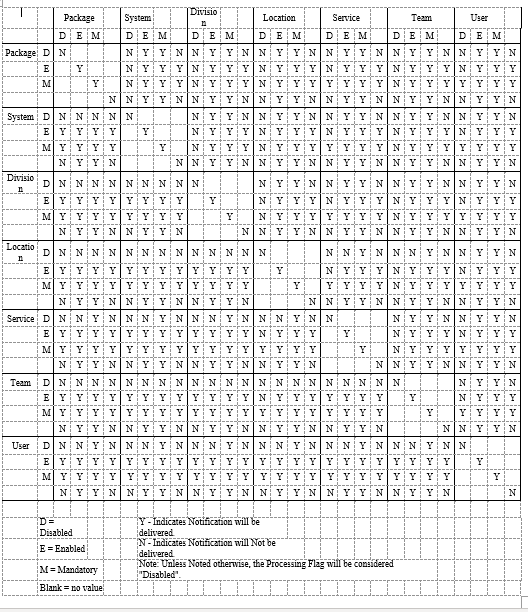 Package System Divisio Location Service Team User
n
D E M D E M D E M D E M D E M D E M D E M
Package D N N Y Y N N Y Y N N Y Y N N Y Y N N Y Y N N Y Y N
E Y N Y Y Y N Y Y Y N Y Y Y N Y Y Y N Y Y Y N Y Y Y
M Y N Y Y Y N Y Y Y N Y Y Y Y Y Y Y N Y Y Y N Y Y Y
N N Y Y N N Y Y N N Y Y N N Y Y N N Y Y N N Y Y N
System D N N N N N N Y Y N N Y Y N N Y Y N N Y Y N N Y Y N
E Y Y Y Y Y N Y Y Y N Y Y Y N Y Y Y N Y Y Y N Y Y Y
M Y Y Y Y Y N Y Y Y N Y Y Y N Y Y Y N Y Y Y N Y Y Y
N Y Y N N N Y Y N N Y Y N N Y Y N N Y Y N N Y Y N
Divisio
n
D N N N N N N N N N N Y Y N N Y Y N N Y Y N N Y Y N
E Y Y Y Y Y Y Y Y Y N Y Y Y N Y Y Y N Y Y Y N Y Y Y
M Y Y Y Y Y Y Y Y Y N Y Y Y N Y Y Y N Y Y Y N Y Y Y
N Y Y N N Y Y N N N Y Y N N Y Y N N Y Y N N Y Y N
Locatio
n
D N N N N N N N N N N N N N N N Y N N N Y N N Y Y N
E Y Y Y Y Y Y Y Y Y Y Y Y Y N Y Y Y N Y Y Y N Y Y Y
M Y Y Y Y Y Y Y Y Y Y Y Y Y N Y Y Y N Y Y Y N Y Y Y
N Y Y N N Y Y N N Y Y N N N Y Y N N Y Y N N Y Y N
Service D N N Y N N N Y N N N Y N N N Y N N N Y Y N N Y Y N
E Y Y Y Y Y Y Y Y Y Y Y Y N Y Y Y Y N Y Y Y N Y Y Y
M Y Y Y Y Y Y Y Y Y Y Y Y Y Y Y Y Y N Y Y Y Y Y Y Y
N Y Y N N Y Y N N Y Y N N Y Y N N N Y Y N N Y Y N
Team D N N N N N N N N N N N N N N N N N N N N N N Y Y N
E Y Y Y Y Y Y Y Y Y Y Y Y N Y Y Y Y Y Y Y Y N Y Y Y
M Y Y Y Y Y Y Y Y Y Y Y Y Y Y Y Y Y Y Y Y Y Y Y Y Y
N Y Y N N Y Y N N Y Y N N Y Y N N Y Y N N N Y Y N
User D N N Y N N N Y N N N Y N N N Y N N N Y N N N Y N N
E Y Y Y Y Y Y Y Y Y Y Y Y Y Y Y Y Y Y Y Y Y Y Y Y Y
M Y Y Y Y Y Y Y Y Y Y Y Y Y Y Y Y Y Y Y Y Y Y Y Y Y
N Y Y N N Y Y N N Y Y N N Y Y N N Y Y N N Y Y N N
D =
Disabled
Y - Indicates Notification will be
delivered.
E = Enabled
N - Indicates Notification will Not be
delivered.
M = Mandatory
Note: Unless Noted otherwise, the Processing Flag will be considered
"Disabled".
Blank = no value